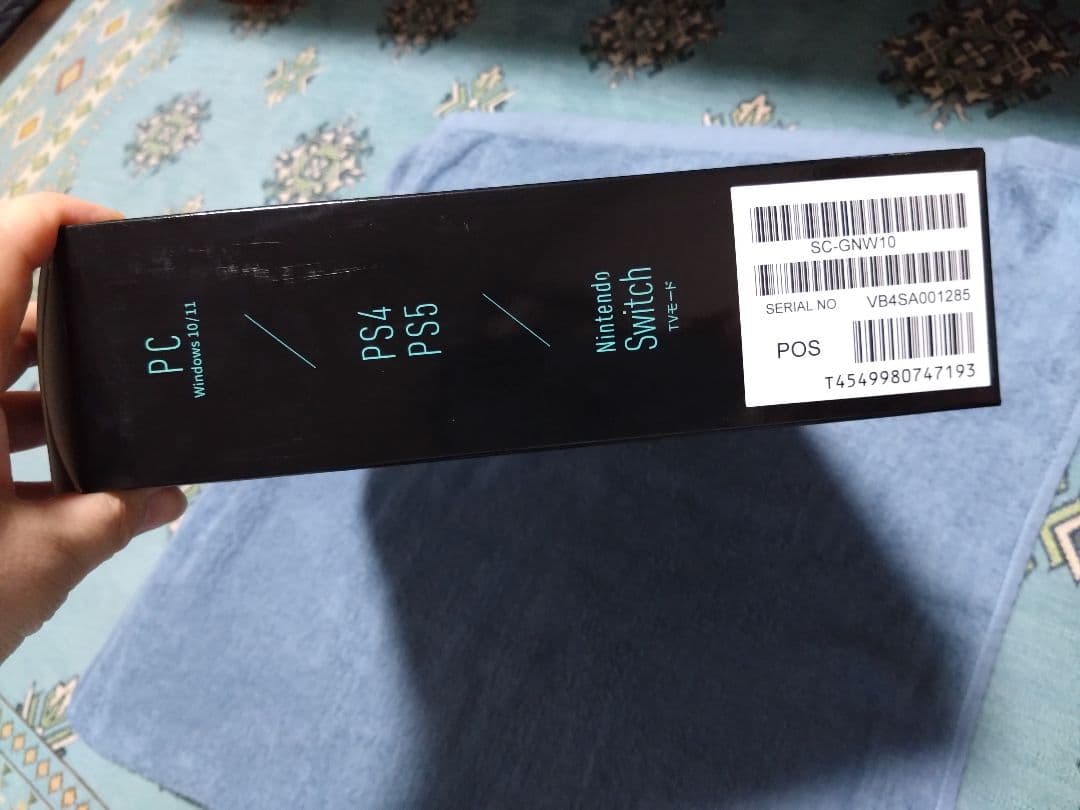 PC
Windows 10/11
PS4
PS5
Nintendo
Switch
TVモード
SC-GNW10
SERIAL NO. VB4SA001285
POS
T4549980747193